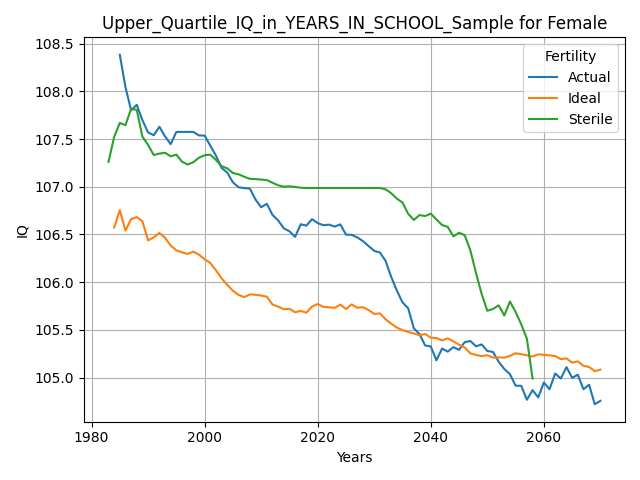 Upper_Quartile_IQ_in_YEARS_IN_SCHOOL_Sample for Female
108.5
108.0
107.5
107.0
106.5
106.0
105.5
105.0
IQ
Fertility
Actual
Ideal
Sterile
1980
2000
2020
2040
2060
Years